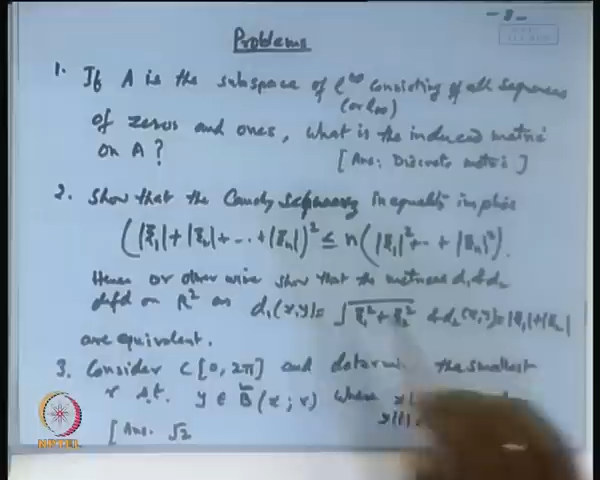 - 8 -
Problems
1. If A is the subspace of l^∞ consisting of all sequences
(or l∞)
of zeros and ones, what is the induced metric
on A ? [Ans: Discrete metric]
2. Show that the Cauchy inequality implies
(|ξ₁|+|ξ₂|+ ... +|ξₙ|)² ≤ n(|ξ₁|²+ ... + |ξₙ|²).
Hence or otherwise show that the metrics d₁ & d₂
defd on R² as d₁(x,y) = √ξ₁²+ξ₂² & d₂(x,y) = |ξ₁|+|ξ₂|
are equivalent.
3. Consider C[0, 2π] and determine the smallest
r s.t. y ∈ B̄(x; r) where
[Ans. √2
NPTEL